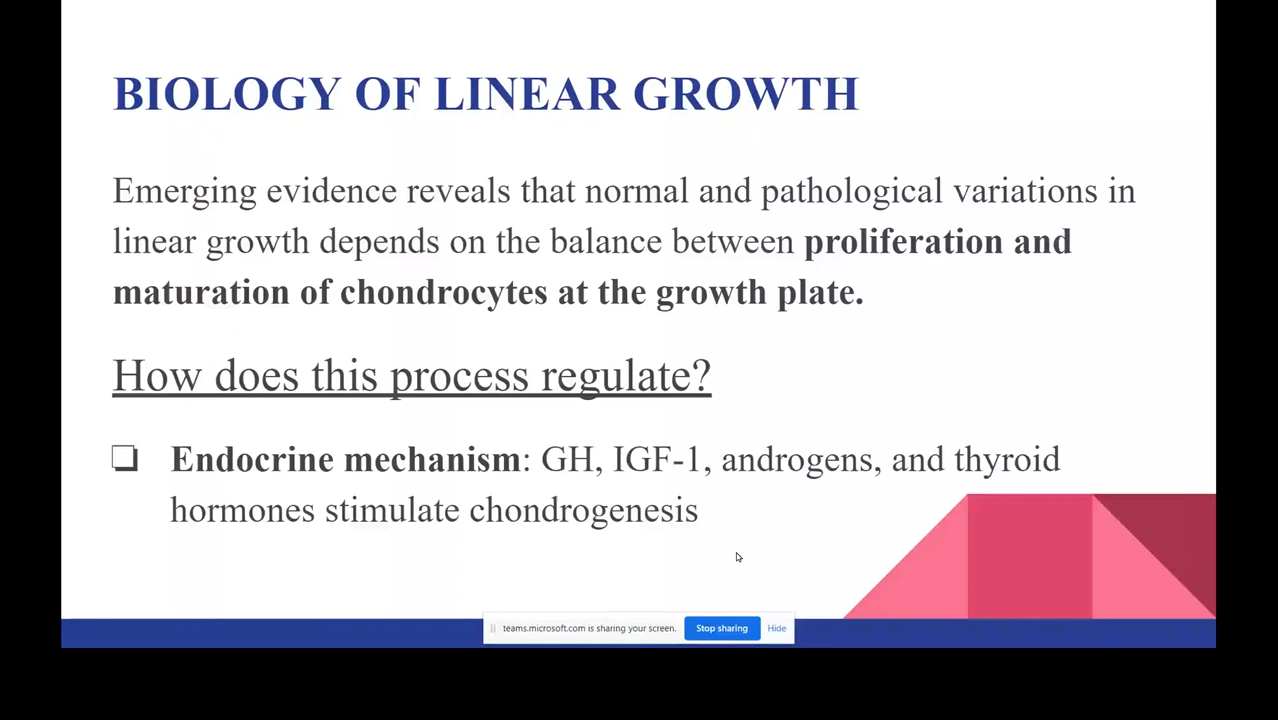 BIOLOGY OF LINEAR GROWTH
Emerging evidence reveals that normal and pathological variations in
linear growth depends on the balance between proliferation and
maturation of chondrocytes at the growth plate.
How does this process regulate?
❏ Endocrine mechanism: GH, IGF-1, androgens, and thyroid
hormones stimulate chondrogenesis
teams.microsoft.com is sharing your screen. Stop sharing Hide